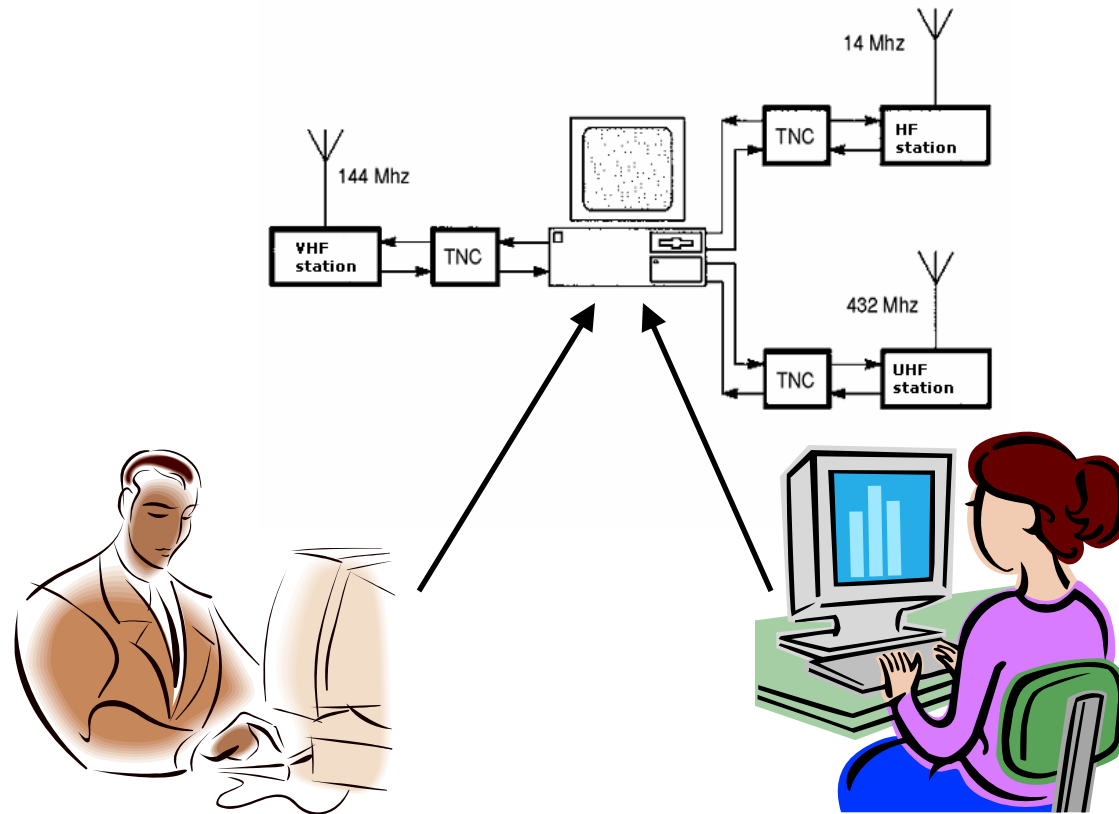 14 Mhz
TNC
HF
station
144 Mhz
VHF
station
TNC
432 Mhz
TNC
UHF
station